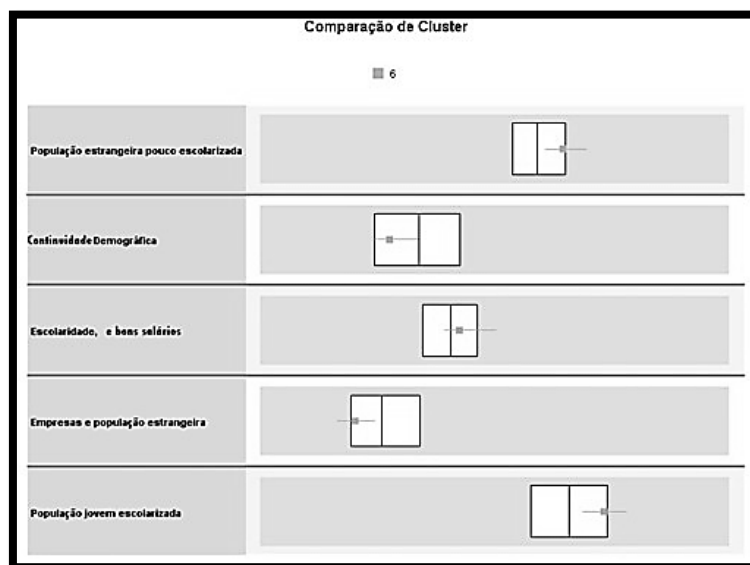 Comparação de Cluster
6
População estrangeira pouco escolarizada
Continuidade Demográfica
Escolaridade, e bons salários
Empresas e população estrangeira
População jovem escolarizada